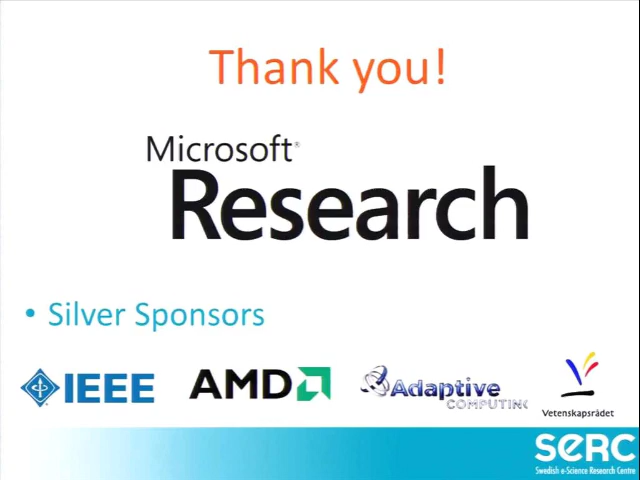 Thank you!
Microsoft®
Research
• Silver Sponsors
IEEE
AMD
Adaptive
COMPUTING
Vetenskapsrådet
SeRC
Swedish e-Science Research Centre